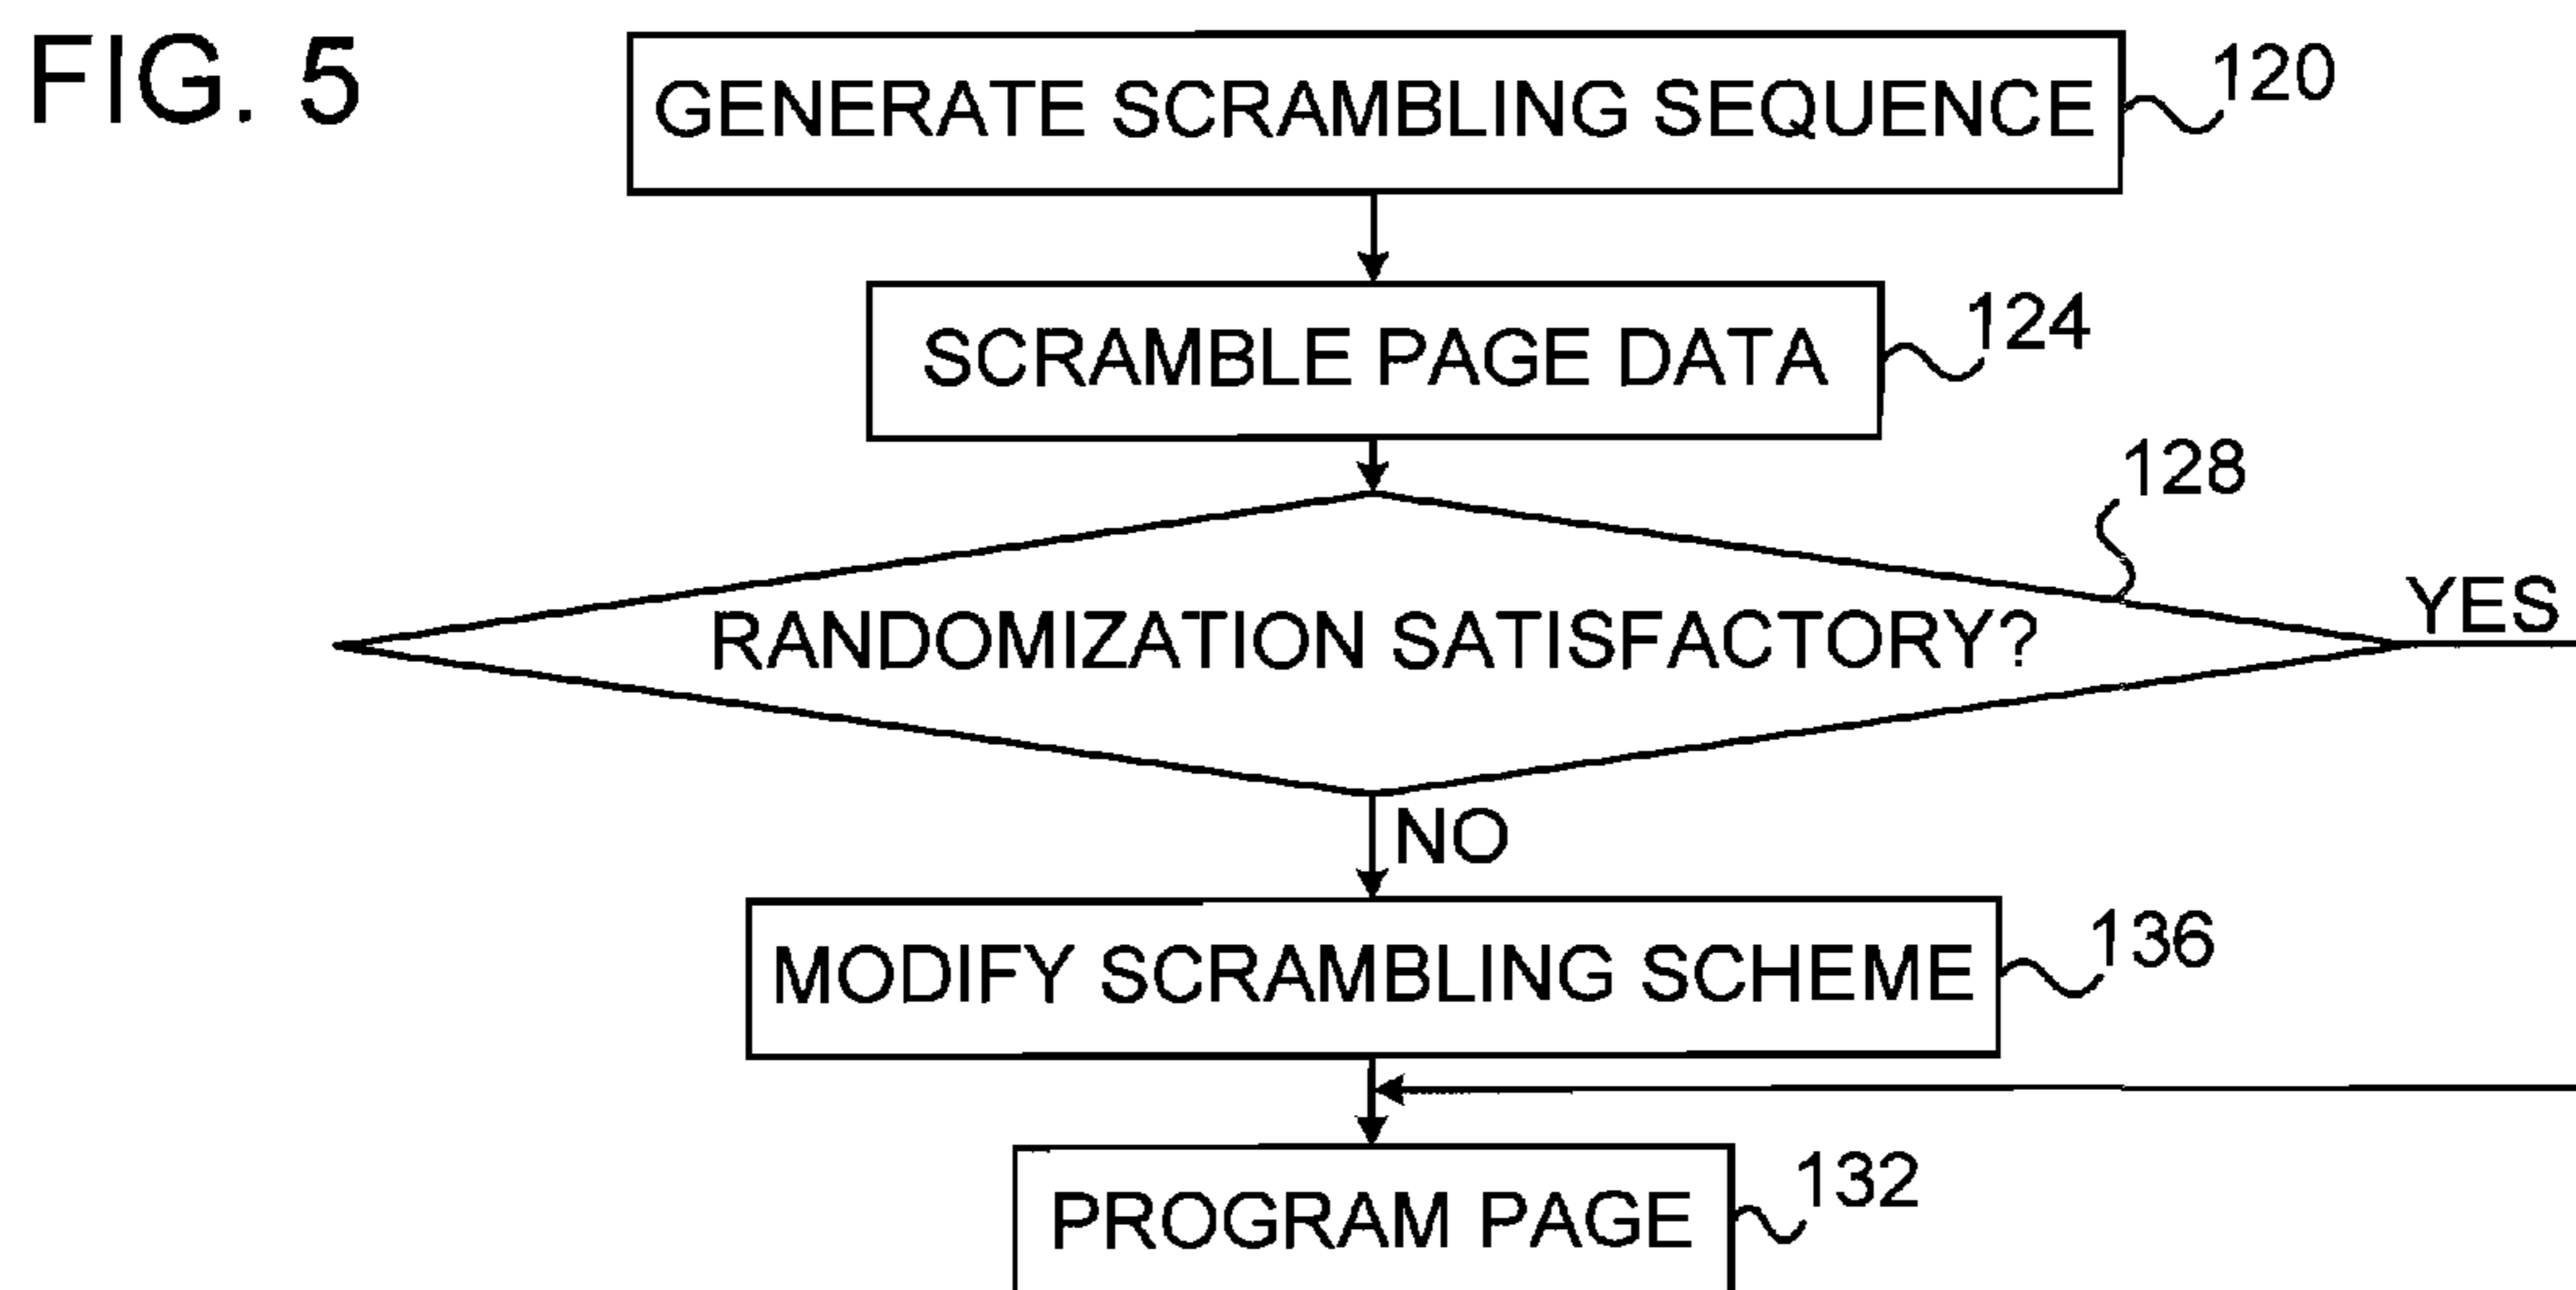 FIG. 5
GENERATE SCRAMBLING SEQUENCE
120
SCRAMBLE PAGE DATA
124
128
RANDOMIZATION SATISFACTORY?
YES
NO
MODIFY SCRAMBLING SCHEME
136
PROGRAM PAGE
132